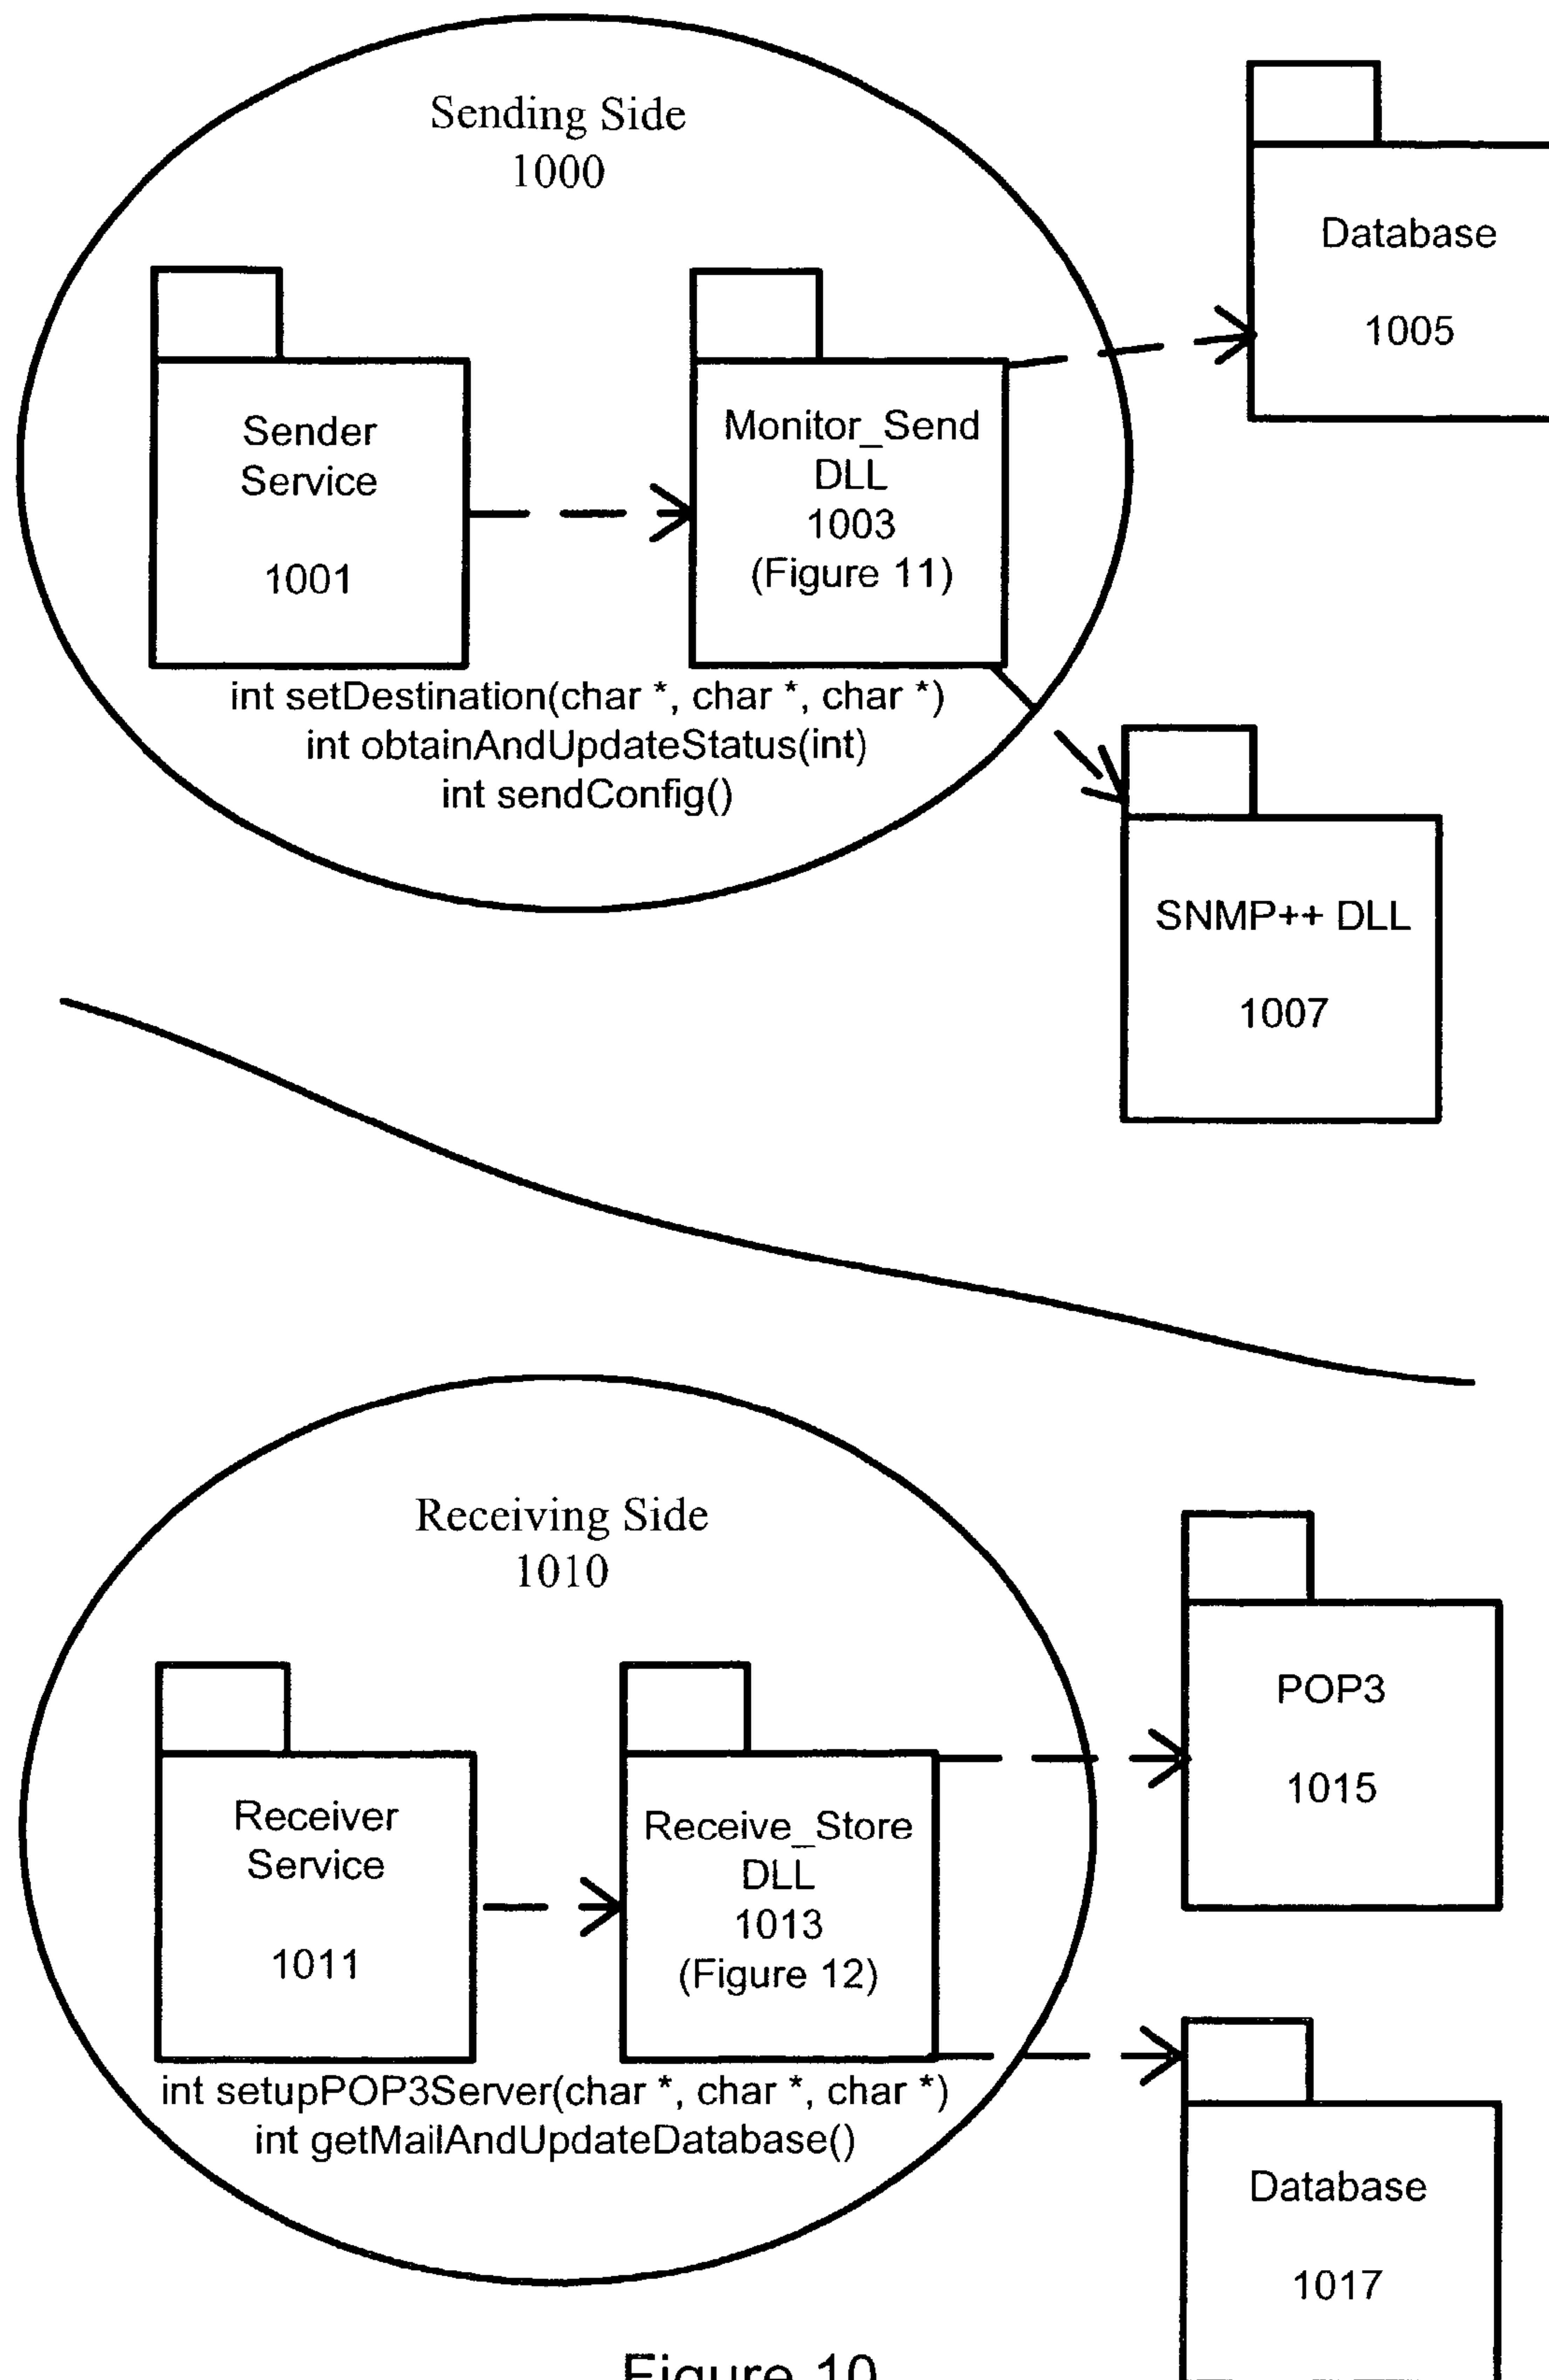 Sending Side
1000
Database
1005
Sender
Service
1001
Monitor_Send
DLL
1003
(Figure 11)
int setDestination(char *, char *, char *)
int obtainAndUpdateStatus(int)
int sendConfig()
SNMP++ DLL
1007
Receiving Side
1010
POP3
1015
Receiver
Service
1011
Receive_Store
DLL
1013
(Figure 12)
int setupPOP3Server(char *, char *, char *)
int getMailAndUpdateDatabase()
Database
1017
Figure 10